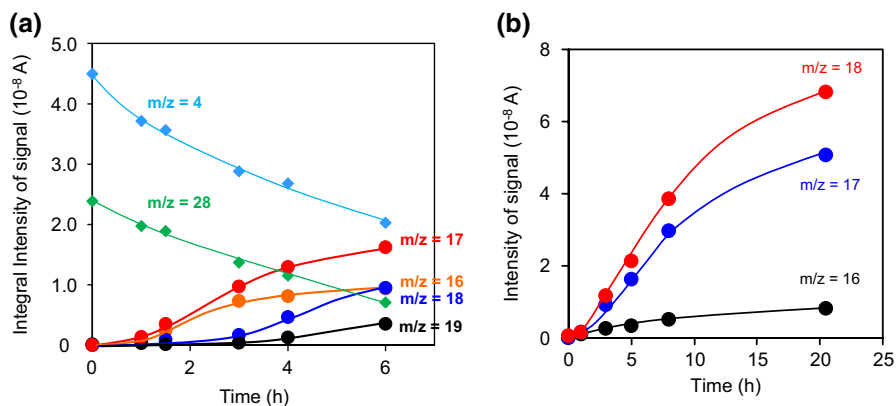 (a)
Integral Intensity of signal (10-8 A)
5.0
4.0
3.0
2.0
1.0
0
m/z = 4
m/z = 28
m/z = 17
m/z = 16
m/z = 18
m/z = 19
0 2 4 6
Time (h)
(b)
Intensity of signal (10-8 A)
8
6
4
2
0
m/z = 18
m/z = 17
m/z = 16
0 5 10 15 20 25
Time (h)